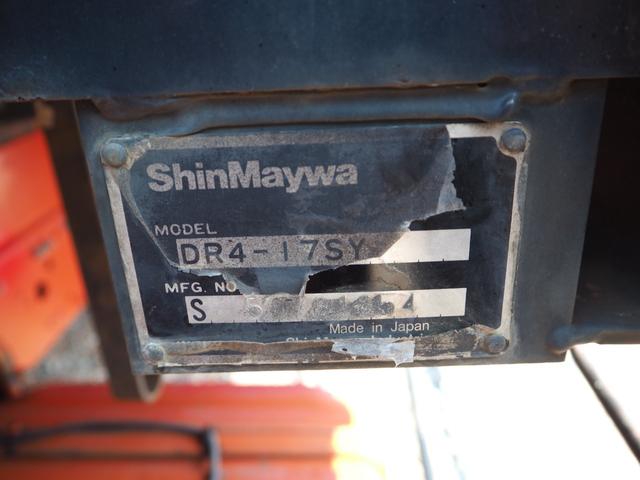 ShinMaywa
MODEL
DR4-17SY
MFG. NO
S
Made in Japan